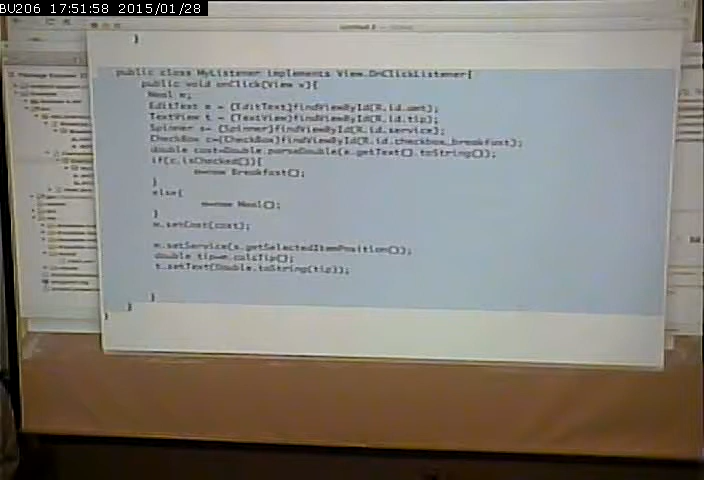 BU206 17:51:58 2015/01/28
}
public class MyListener implements View.OnClickListener{
public void onClick(View v){
Meal m;
EditText e = (EditText)findViewById(R.id.amt);
TextView t = (TextView)findViewById(R.id.tip);
Spinner s= (Spinner)findViewById(R.id.service);
CheckBox c=(CheckBox)findViewById(R.id.checkbox_breakfast);
double cost=Double.parseDouble(e.getText().toString());
if(c.isChecked()){
m=new Breakfast();
}
else{
m=new Meal();
}
m.setCost(cost);
m.setService(s.getSelectedItemPosition());
double tip=m.calcTip();
t.setText(Double.toString(tip));
}
}
}